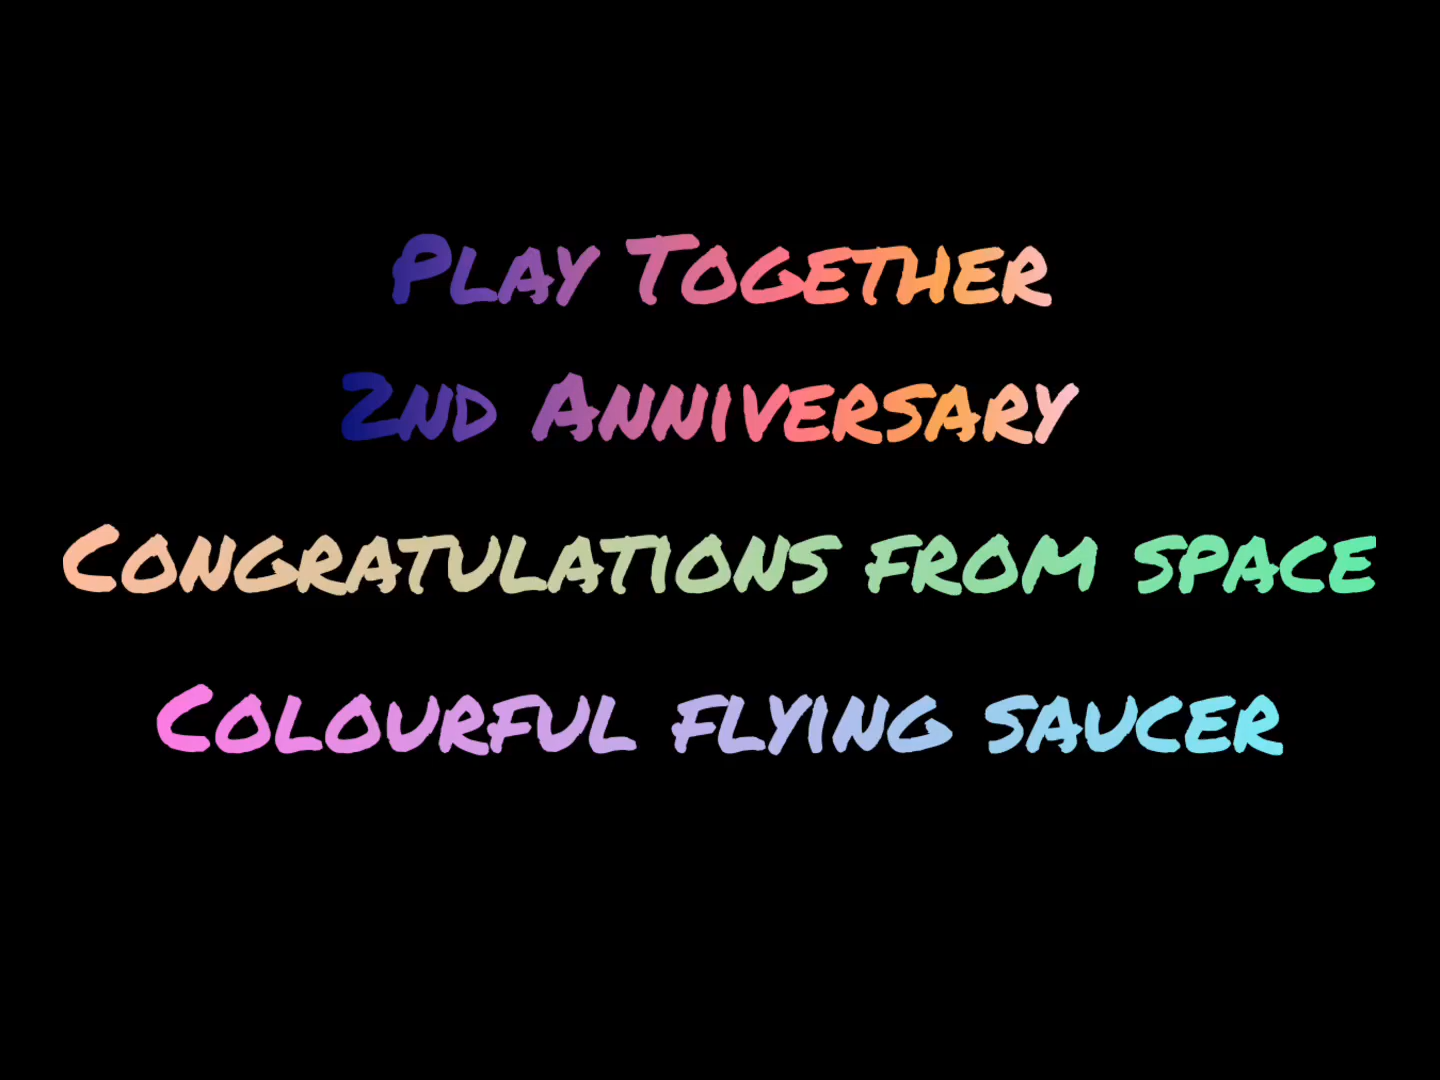 Play Together
2nd Anniversary
Congratulations from space
Colourful flying saucer